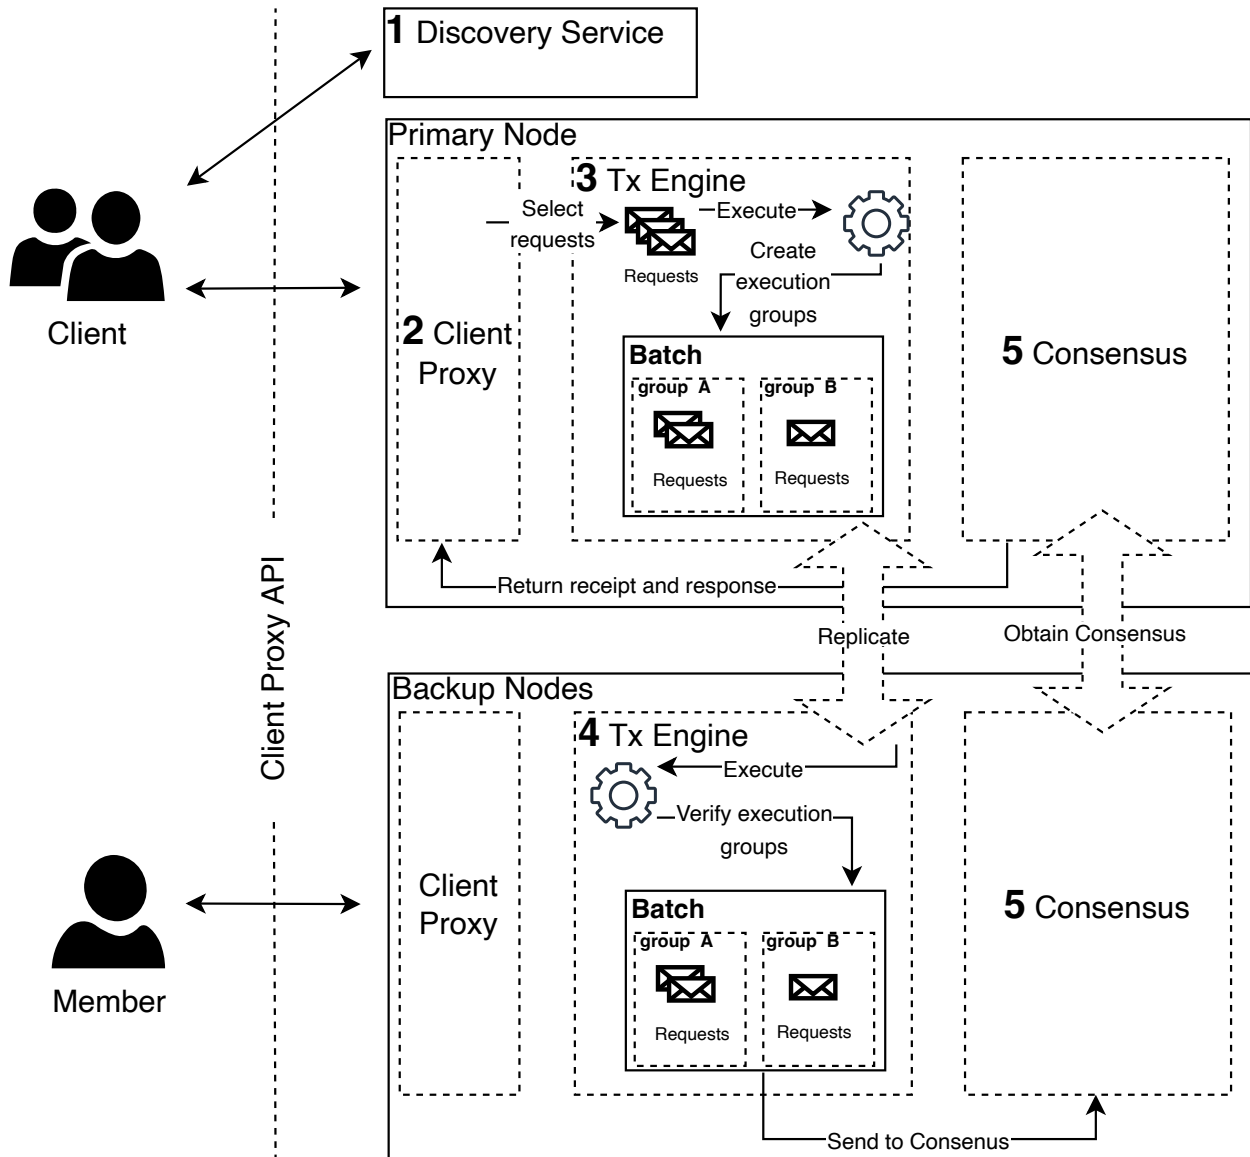 1 Discovery Service
Primary Node
3 Tx Engine
Select
requests
Execute
Requests
Create
execution
groups
Client
2 Client
Proxy
Batch
group A
group B
Requests
Requests
5 Consensus
Return receipt and response
Client Proxy API
Replicate
Obtain Consensus
Backup Nodes
4 Tx Engine
Execute
Verify execution
groups
Client
Proxy
Batch
group A
group B
Requests
Requests
5 Consensus
Member
Send to Consenus